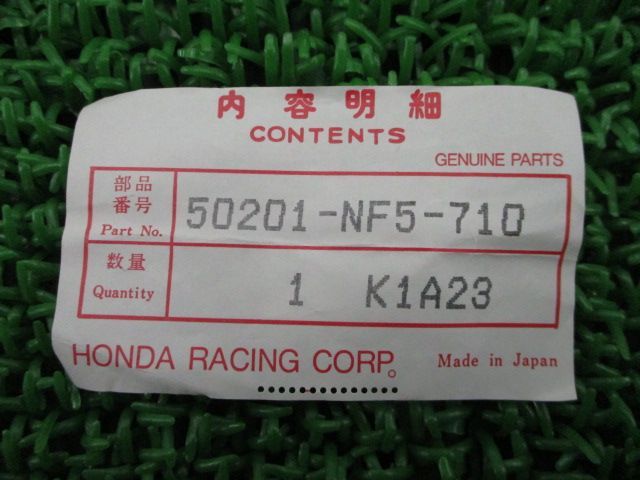 内容明細
CONTENTS
GENUINE PARTS
部品
番号
Part No.
50201-NF5-710
数量
Quantity
1 K1A23
HONDA RACING CORP.
Made in Japan